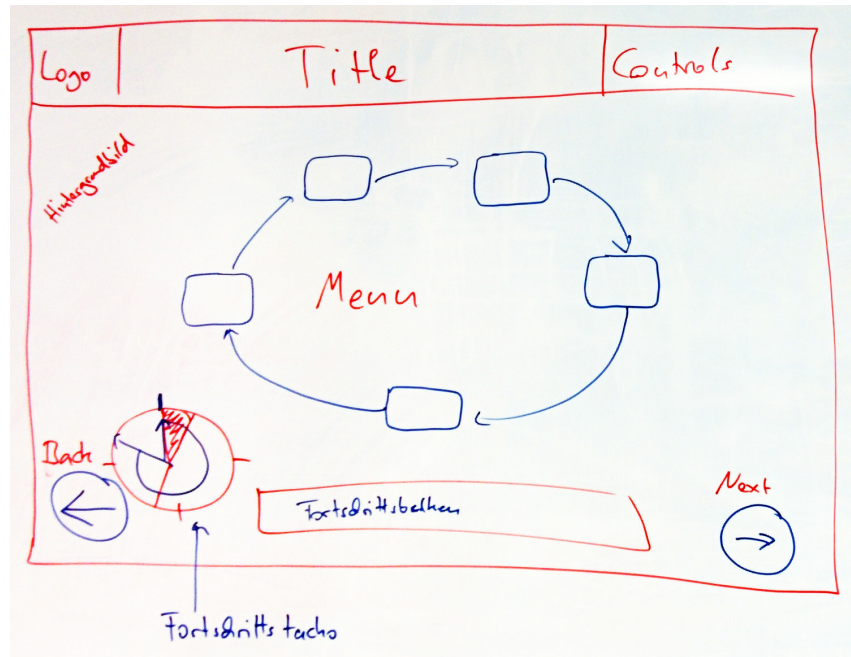 Logo
Title
Controls
Hintergrundbild
Menu
Back
Next
Fortschrittsbalken
Fortschrittstacho